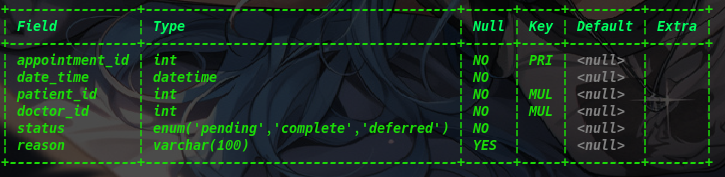 Field | Type | Null | Key | Default | Extra
appointment_id | int | NO | PRI | <null> |
date_time | datetime | NO | | <null> |
patient_id | int | NO | MUL | <null> |
doctor_id | int | NO | MUL | <null> |
status | enum('pending','complete','deferred') | NO | | <null> |
reason | varchar(100) | YES | | <null> |